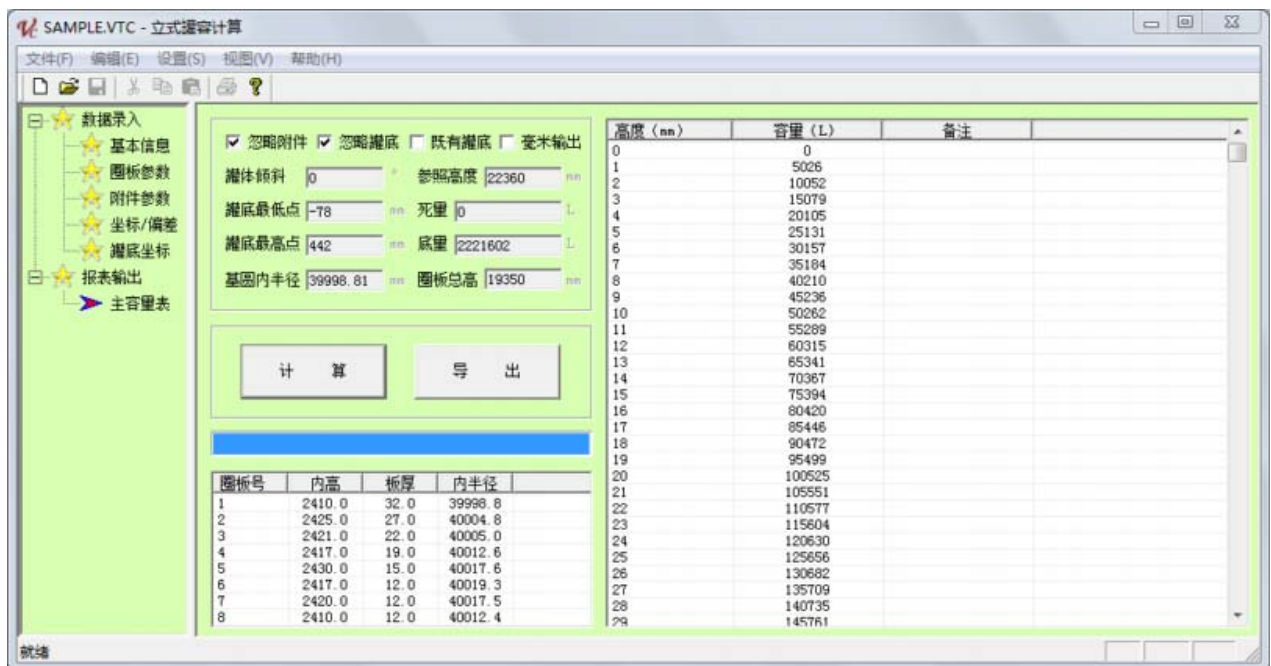 SAMPLE.VTC - 立式罐容计算
文件(F) 编辑(E) 设置(S) 视图(V) 帮助(H)
数据录入
基本信息
圈板参数
附件参数
坐标/偏差
罐底坐标
报表输出
主容量表
忽略附件 忽略罐底 既有罐底 毫米输出
罐体倾斜 0 ° 参照高度 22360 mm
罐底最低点 -78 mm 死量 0 L
罐底最高点 442 mm 底量 2221602 L
基圆内半径 39998.81 mm 圈板总高 19350 mm
计 算 导 出
圈板号 内高 板厚 内半径
1 2410.0 32.0 39998.8
2 2425.0 27.0 40004.8
3 2421.0 22.0 40005.0
4 2417.0 19.0 40012.6
5 2430.0 15.0 40017.6
6 2417.0 12.0 40019.3
7 2420.0 12.0 40017.5
8 2410.0 12.0 40012.4
高度 (mm) 容量 (L) 备注
0 0
1 5026
2 10052
3 15079
4 20105
5 25131
6 30157
7 35184
8 40210
9 45236
10 50262
11 55289
12 60315
13 65341
14 70367
15 75394
16 80420
17 85446
18 90472
19 95499
20 100525
21 105551
22 110577
23 115604
24 120630
25 125656
26 130682
27 135709
28 140735
29 145761
就绪